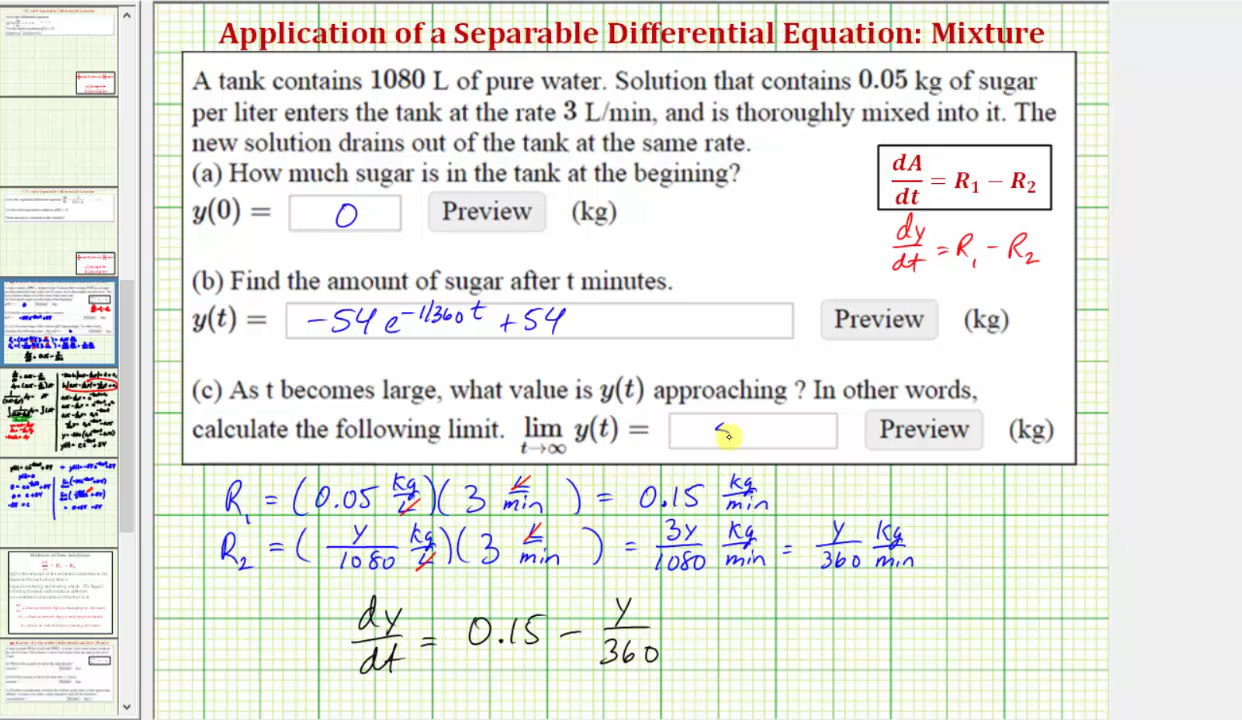 Application of a Separable Differential Equation: Mixture
A tank contains 1080 L of pure water. Solution that contains 0.05 kg of sugar
per liter enters the tank at the rate 3 L/min, and is thoroughly mixed into it. The
new solution drains out of the tank at the same rate.
(a) How much sugar is in the tank at the begining?
y(0) = 0 Preview (kg)
dA/dt = R₁ − R₂
dy/dt = R₁ − R₂
(b) Find the amount of sugar after t minutes.
y(t) = −54 e^(−1/360 t) + 54 Preview (kg)
(c) As t becomes large, what value is y(t) approaching ? In other words,
calculate the following limit. lim t→∞ y(t) = Preview (kg)
R₁ = (0.05 kg/L)(3 L/min) = 0.15 kg/min
R₂ = (y/1080 kg/L)(3 L/min) = 3y/1080 kg/min = y/360 kg/min
dy/dt = 0.15 − y/360